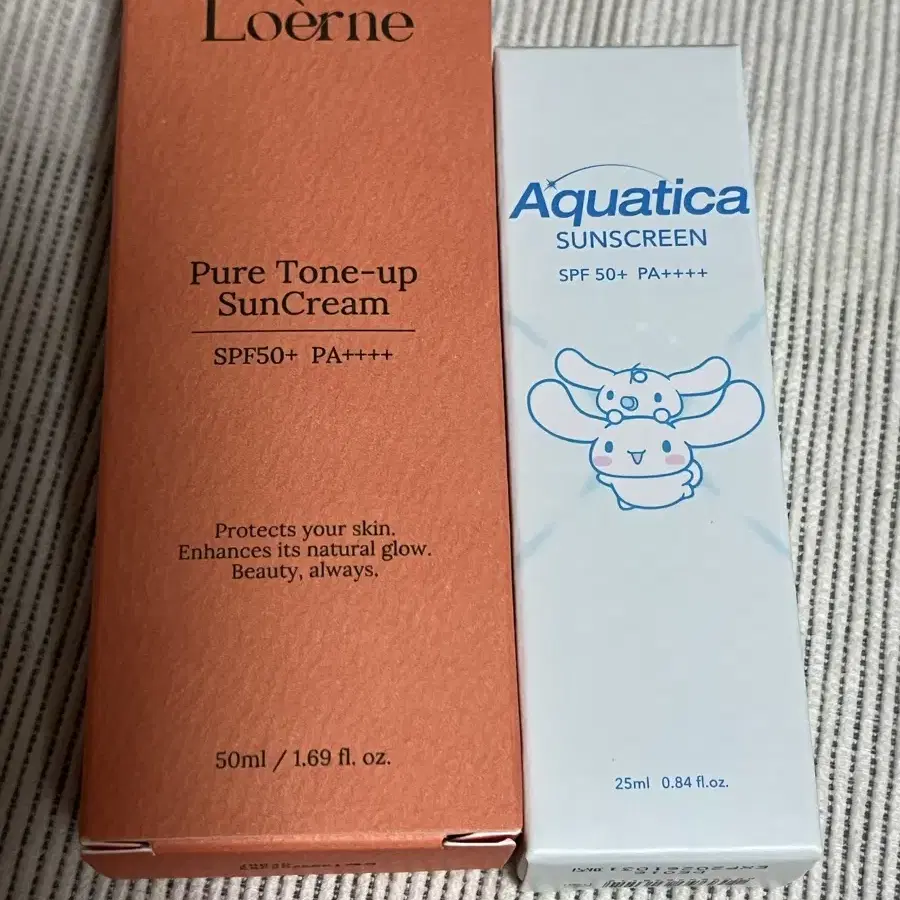 Loèrne
Pure Tone-up
SunCream
SPF50+ PA++++
Protects your skin.
Enhances its natural glow.
Beauty, always.
50ml / 1.69 fl. oz.
Aquatica
SUNSCREEN
SPF 50+ PA++++
25ml 0.84 fl.oz.